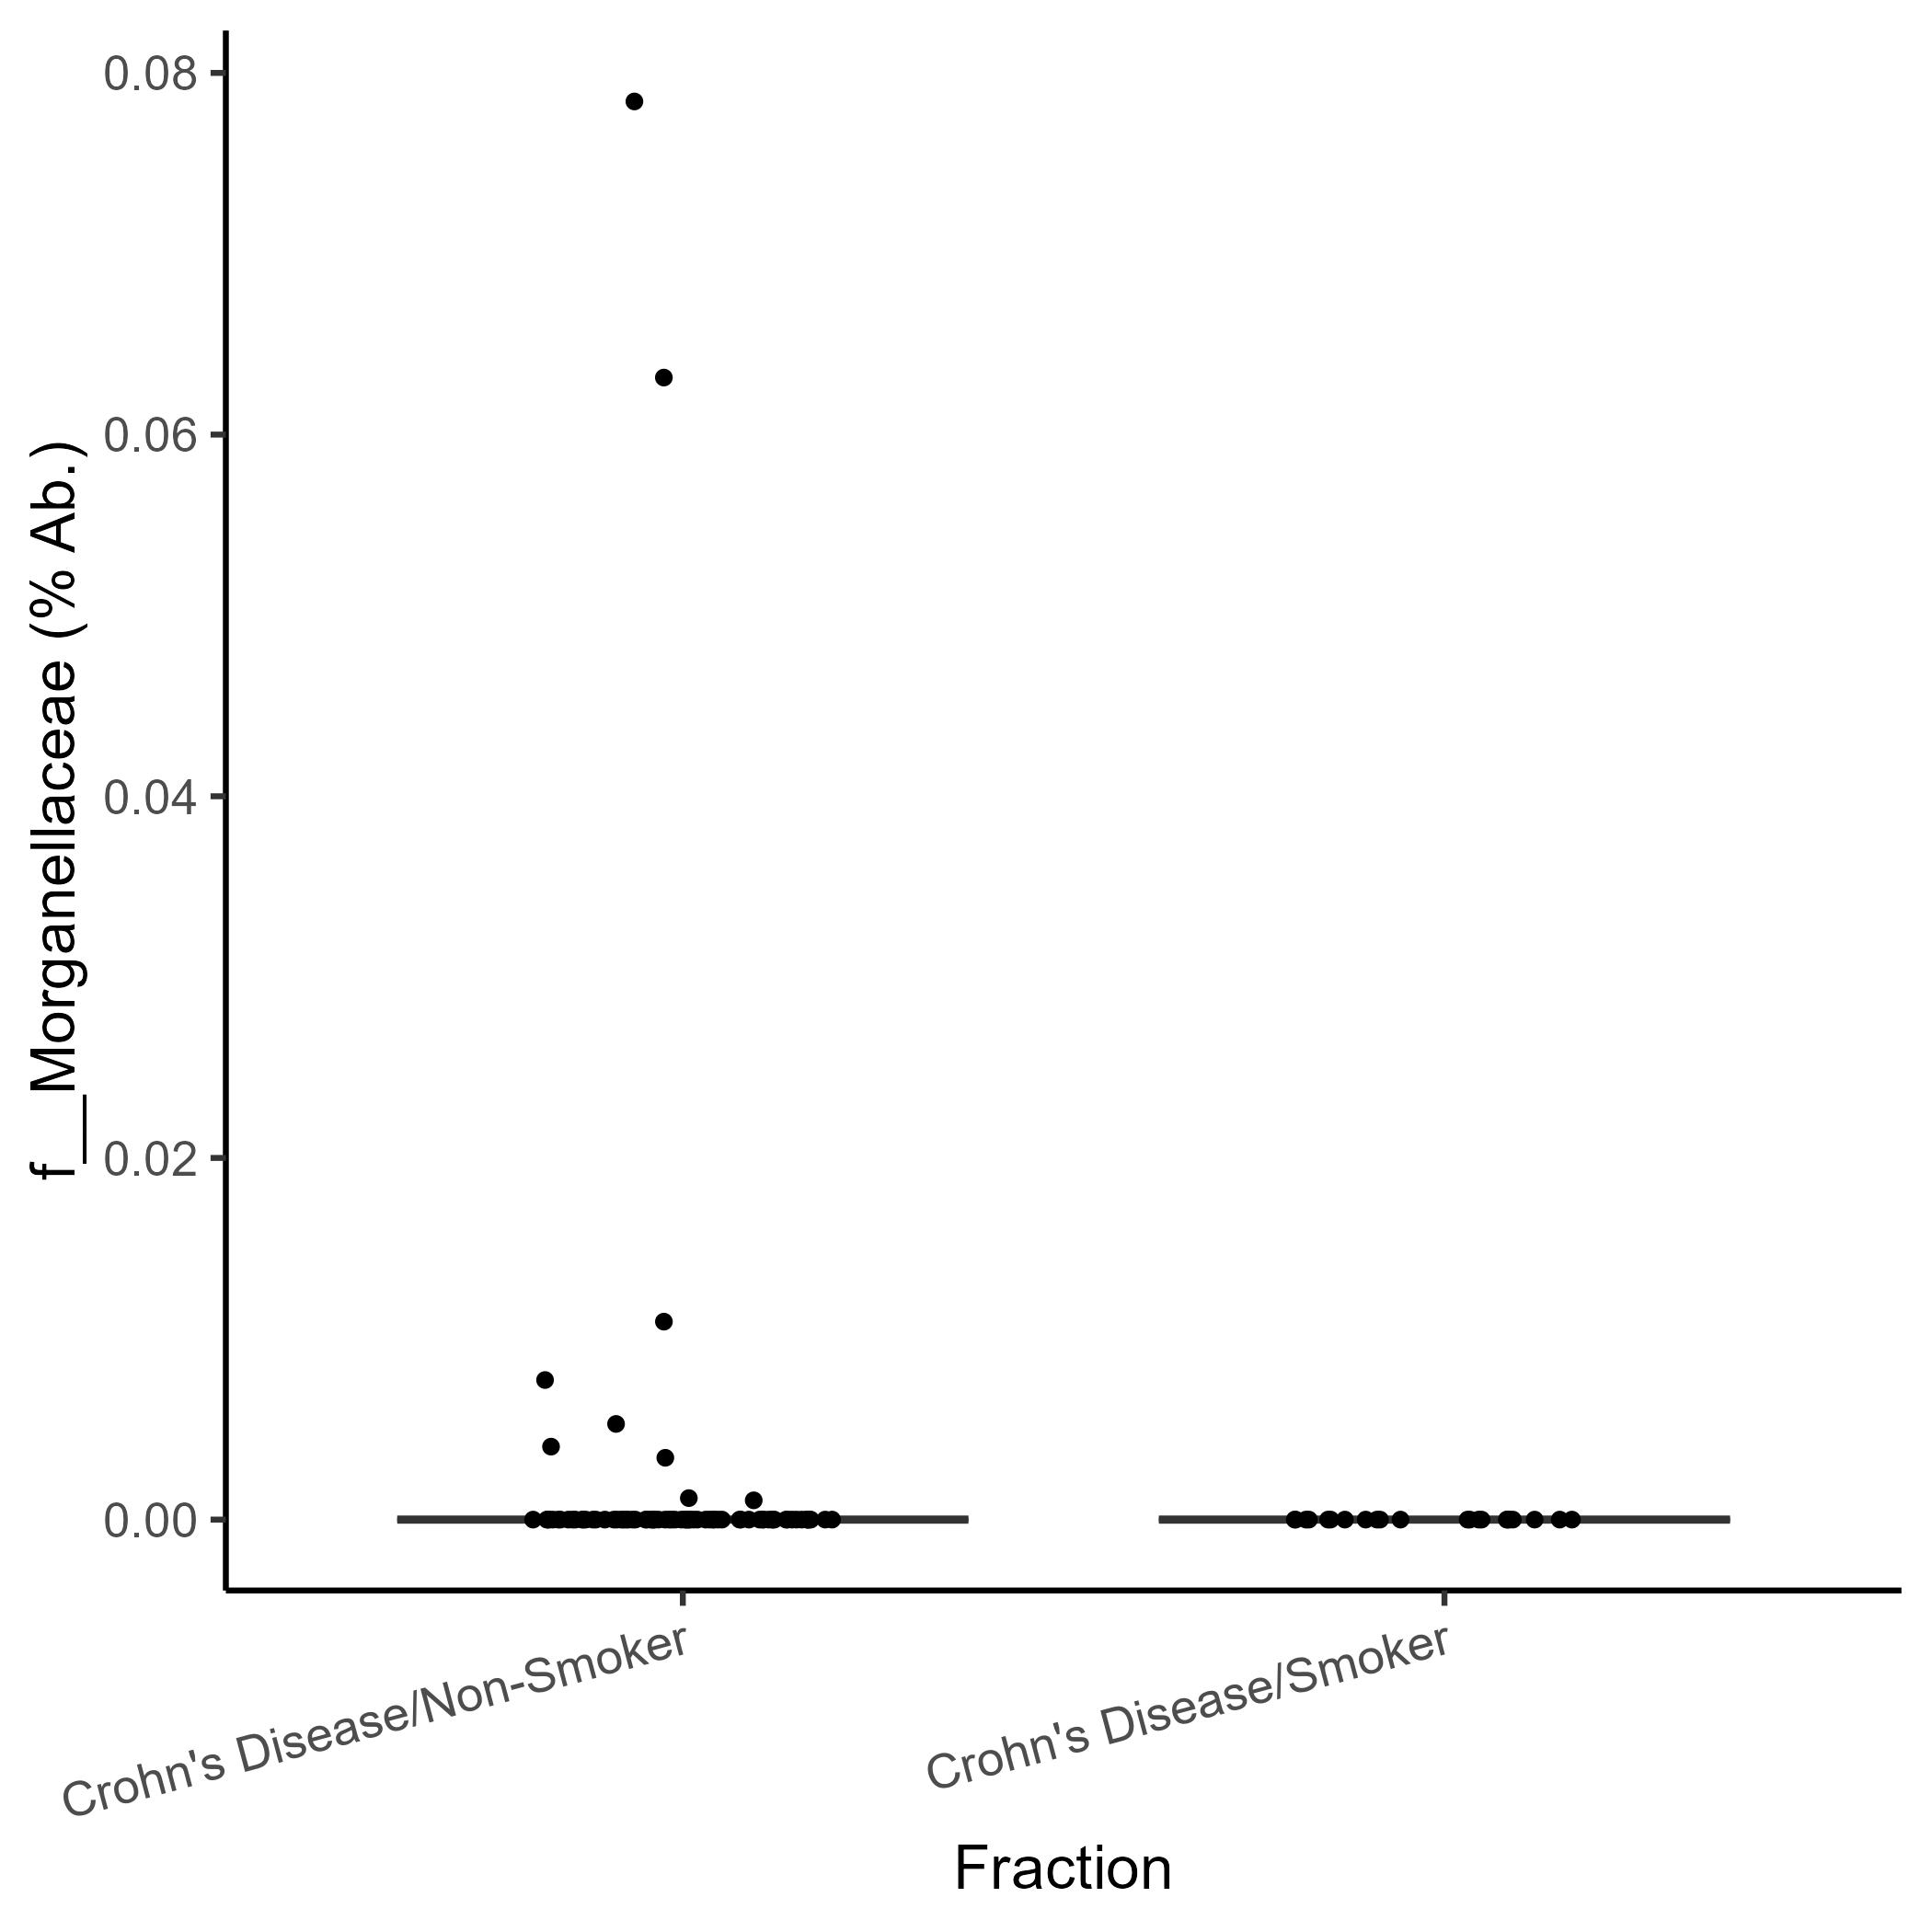 f__Morganellaceae (% Ab.)
0.08
0.06
0.04
0.02
0.00
Crohn's Disease/Non-Smoker
Crohn's Disease/Smoker
Fraction